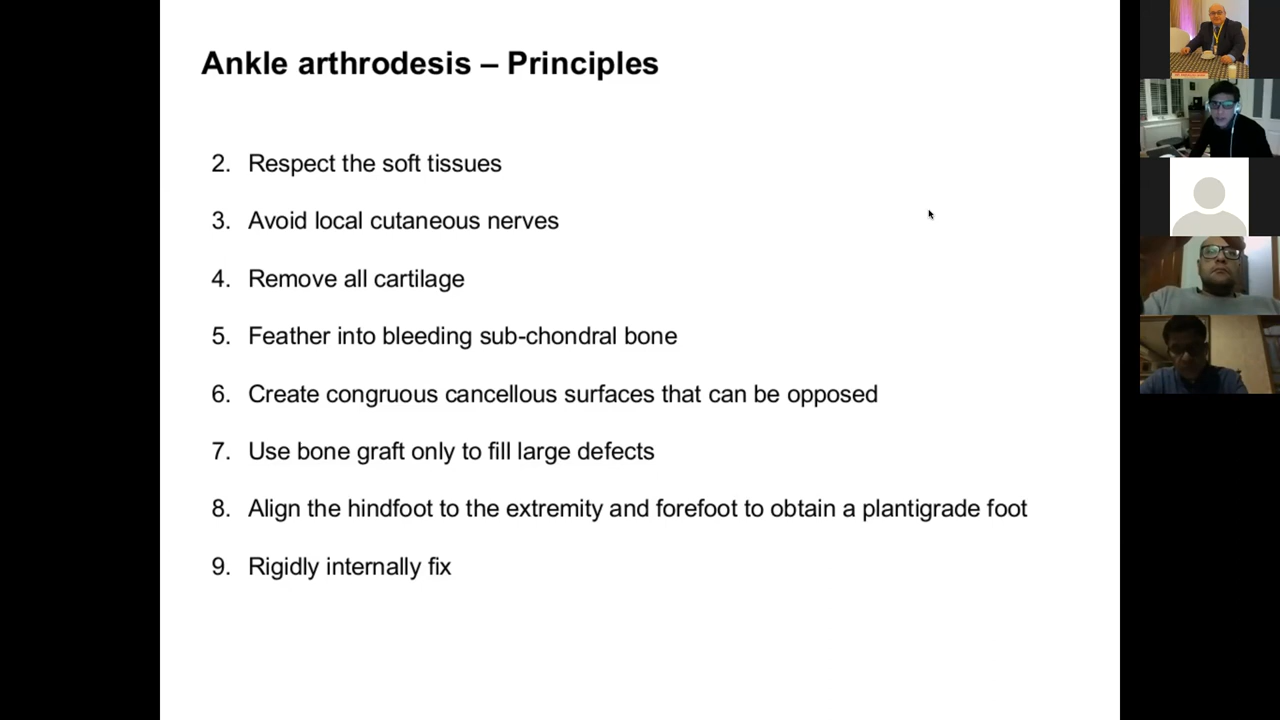 Ankle arthrodesis – Principles
2. Respect the soft tissues
3. Avoid local cutaneous nerves
4. Remove all cartilage
5. Feather into bleeding sub-chondral bone
6. Create congruous cancellous surfaces that can be opposed
7. Use bone graft only to fill large defects
8. Align the hindfoot to the extremity and forefoot to obtain a plantigrade foot
9. Rigidly internally fix